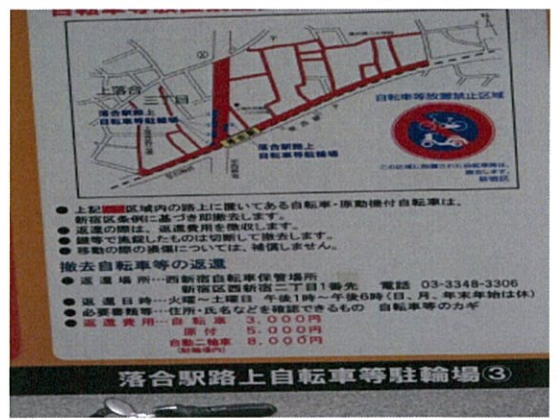 上落合
三丁目
落合駅路上
自転車等駐輪場
落合駅路上
自転車等駐輪場
自転車等放置禁止区域
新宿区
●上記 区域内の路上に置いてある自転車・原動機付自転車は、
新宿区条例に基づき即撤去します。
●返還の際は、返還費用を徴収します。
●鍵等で施錠したものは切断して撤去します。
●移動の際の損傷については、補償しません。
撤去自転車等の返還
●返還場所…西新宿自転車保管場所
新宿区西新宿二丁目1番先 電話 03-3348-3306
●返還日時…火曜〜土曜日 午後1時〜午後6時(日、月、年末年始は休)
●必要書類等…住所・氏名などを確認できるもの 自転車等のカギ
●返還費用…自転車 3,000円
原付 5,000円
自動二輪車 8,000円
(駐輪場内)
落合駅路上自転車等駐輪場③